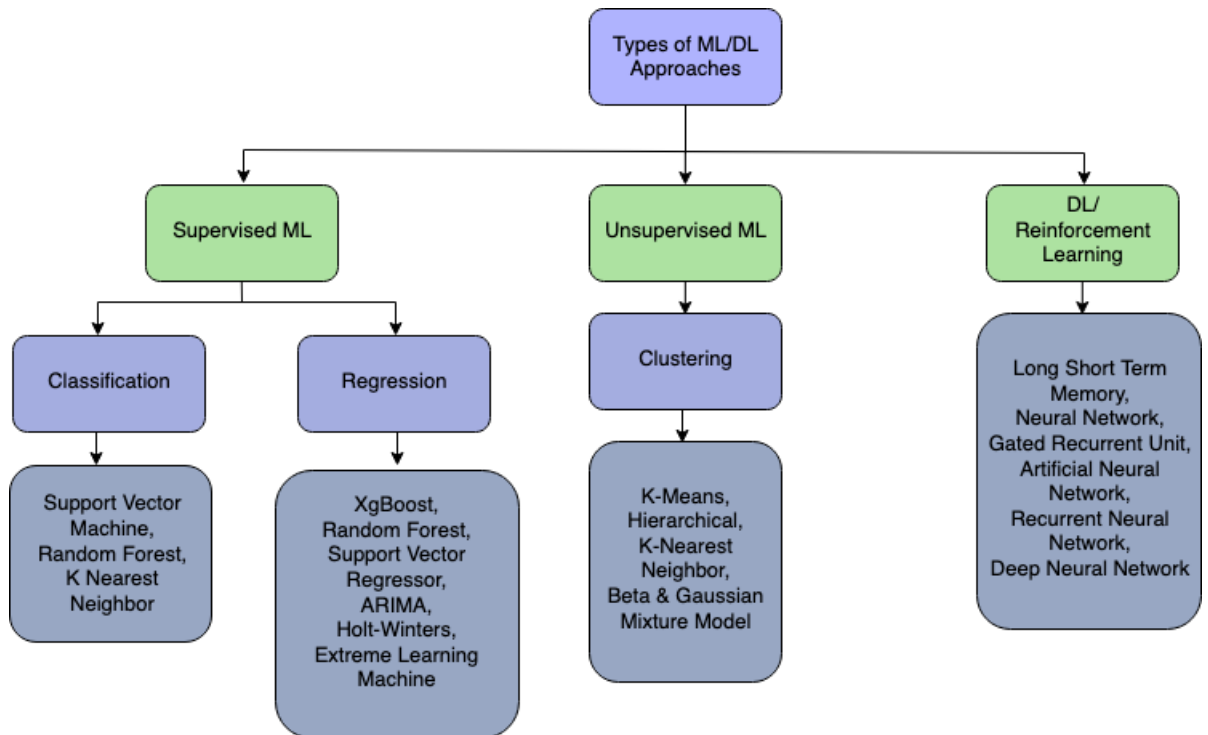 Types of ML/DL
Approaches
Supervised ML
Unsupervised ML
DL/
Reinforcement
Learning
Classification
Regression
Clustering
Support Vector
Machine,
Random Forest,
K Nearest
Neighbor
XgBoost,
Random Forest,
Support Vector
Regressor,
ARIMA,
Holt-Winters,
Extreme Learning
Machine
K-Means,
Hierarchical,
K-Nearest
Neighbor,
Beta & Gaussian
Mixture Model
Long Short Term
Memory,
Neural Network,
Gated Recurrent Unit,
Artificial Neural
Network,
Recurrent Neural
Network,
Deep Neural Network